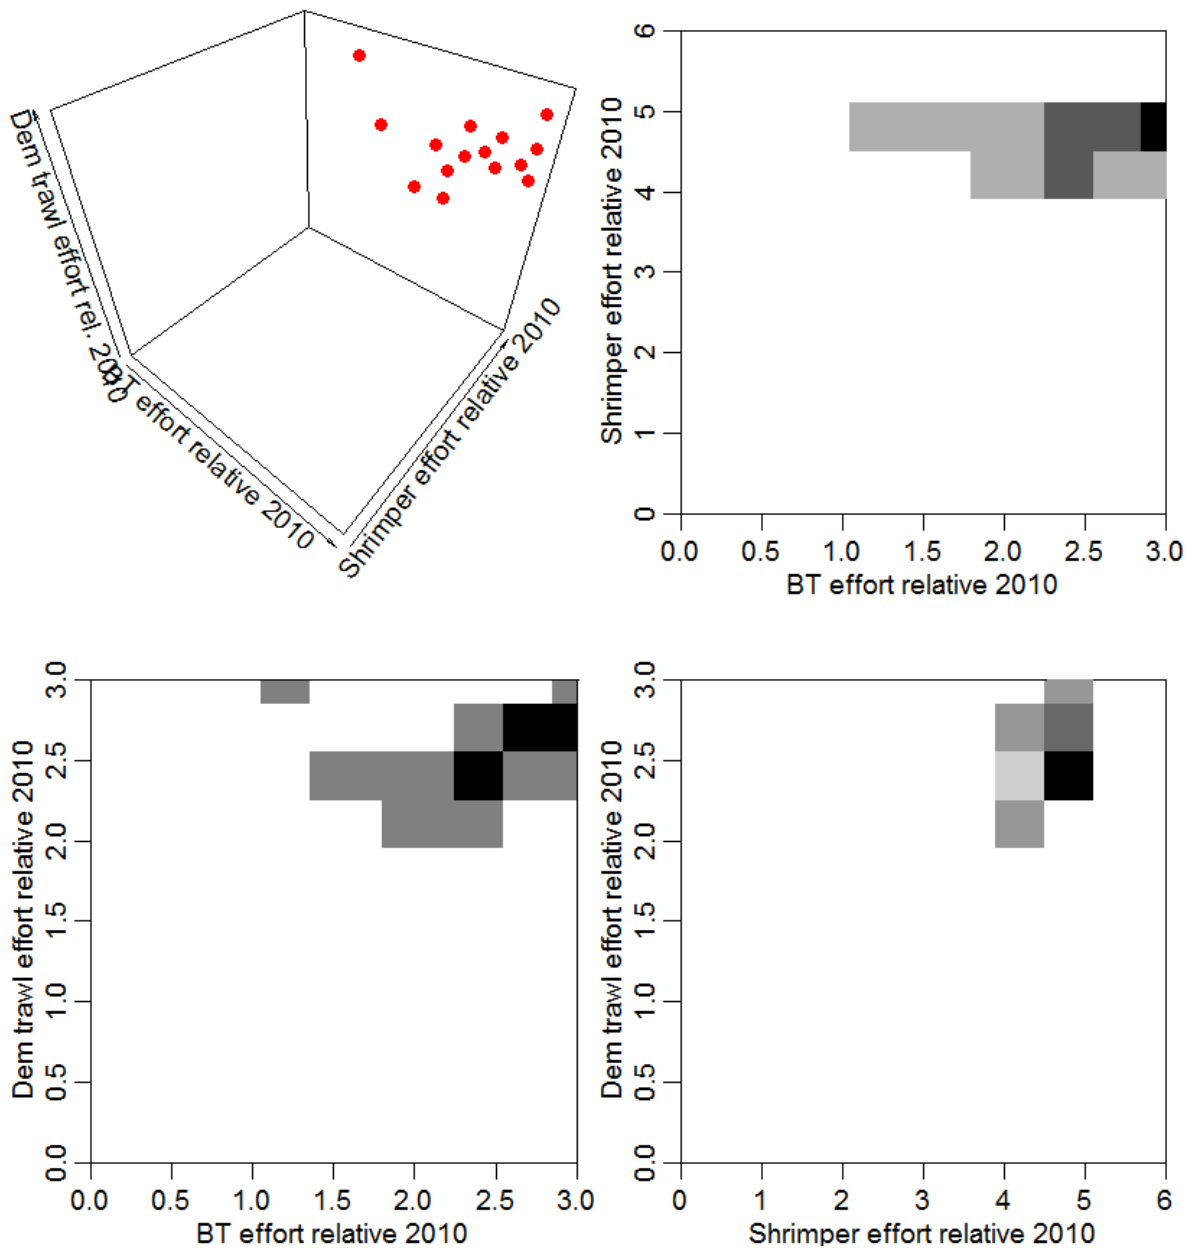 Dem trawl effort rel. 2010
BT effort relative 2010
Shrimper effort relative 2010
Shrimper effort relative 2010
6
5
4
3
2
1
0
0.0 0.5 1.0 1.5 2.0 2.5 3.0
BT effort relative 2010
Dem trawl effort relative 2010
3.0
2.5
2.0
1.5
1.0
0.5
0.0
0.0 0.5 1.0 1.5 2.0 2.5 3.0
BT effort relative 2010
Dem trawl effort relative 2010
3.0
2.5
2.0
1.5
1.0
0.5
0.0
0 1 2 3 4 5 6
Shrimper effort relative 2010